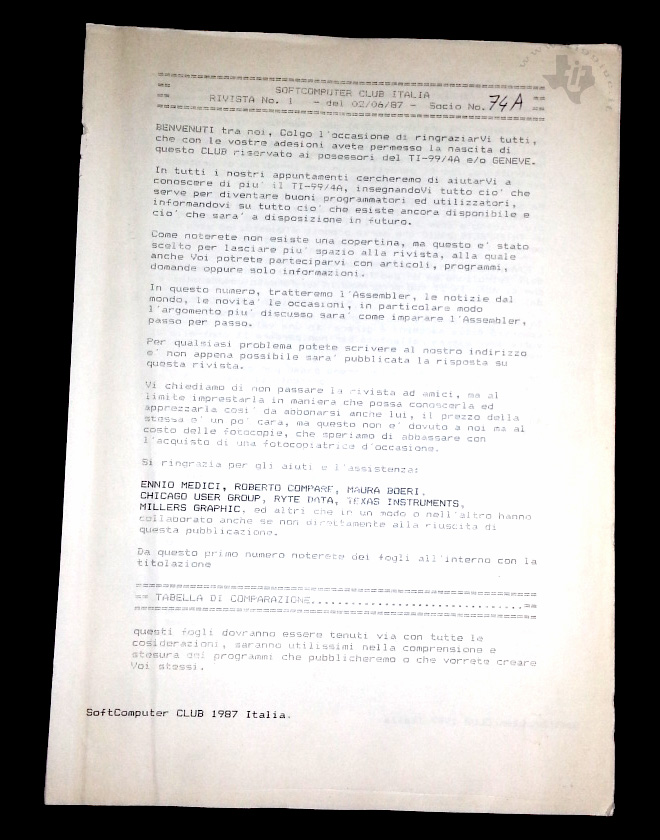 ==========================================================
==              SOFTCOMPUTER CLUB ITALIA              ==
==     RIVISTA No. 1   - del 02/06/87 -  Socio No. 74A ==
==========================================================
BENVENUTI tra noi, Colgo l'occasione di ringraziarVi tutti,
che con le vostre adesioni avete permesso la nascita di
questo CLUB riservato ai posessori del TI-99/4A e/o GENEVE.
In tutti i nostri appuntamenti cercheremo di aiutarVi a
conoscere di piu' il TI-99/4A, insegnandoVi tutto cio' che
serve per diventare buoni programmatori ed utilizzatori,
informandovi su tutto cio' che esiste ancora disponibile e
cio' che sara' a disposizione in futuro.
Come noterete non esiste una copertina, ma questo e' stato
scelto per lasciare piu' spazio alla rivista, alla quale
anche Voi potrete parteciparvi con articoli, programmi,
domande oppure solo informazioni.
In questo numero, tratteremo l'Assembler, le notizie dal
mondo, le novita' le occasioni, in particolare modo
l'argomento piu' discusso sara' come imparare l'Assembler,
passo per passo.
Per qualsiasi problema potete scrivere al nostro indirizzo
e' non appena possibile sara' pubblicata la risposta su
questa rivista.
Vi chiediamo di non passare la rivista ad amici, ma al
limite imprestarla in maniera che possa conoscerla ed
apprezzarla cosi' da abbonarsi anche lui, il prezzo della
stessa e' un po' cara, ma questo non e' dovuto a noi ma al
costo delle fotocopie, che speriamo di abbassare con
l'acquisto di una fotocopiatrice d'occasione.
Si ringrazia per gli aiuti e l'assistenza:
ENNIO MEDICI, ROBERTO COMPARE, MAURA BOERI,
CHICAGO USER GROUP, RYTE DATA, TEXAS INSTRUMENTS,
MILLERS GRAPHIC, ed altri che in un modo o nell'altro hanno
collaborato anche se non direttamente alla riuscita di
questa pubblicazione.
Da questo primo numero noterete dei fogli all'interno con la
titolazione
==========================================================
== TABELLA DI COMPARAZIONE..............................==
==========================================================
questi fogli dovranno essere tenuti via con tutte le
cosiderazioni, saranno utilissimi nella comprensione e
stesura dei programmi che pubblicheremo o che vorrete creare
Voi stessi.
SoftComputer CLUB 1987 Italia.